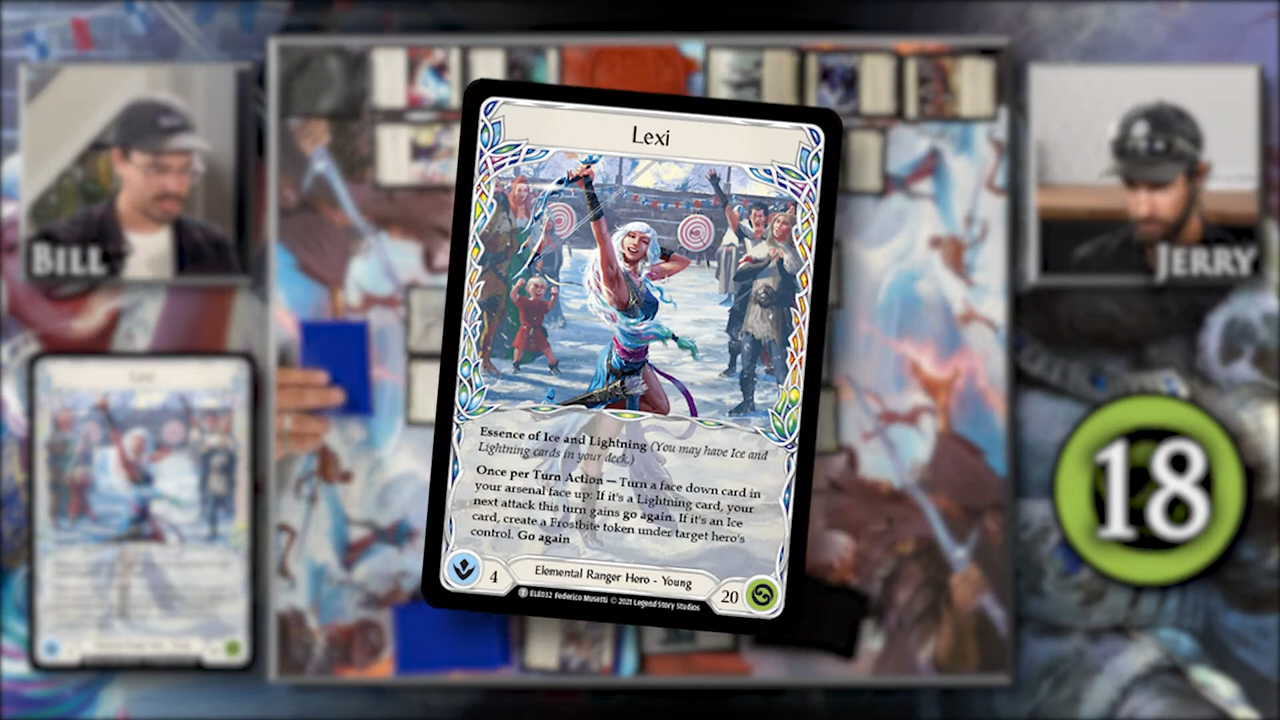 Lexi
BILL
JERRY
Essence of Ice and Lightning (You may have Ice and
Lightning cards in your deck.)
Once per Turn Action — Turn a face down card in
your arsenal face up: If it's a Lightning card, your
next attack this turn gains go again. If it's an Ice
card, create a Frostbite token under target hero's
control. Go again
18
4
Elemental Ranger Hero - Young
20
ELE032 Federico Musetti © 2021 Legend Story Studios